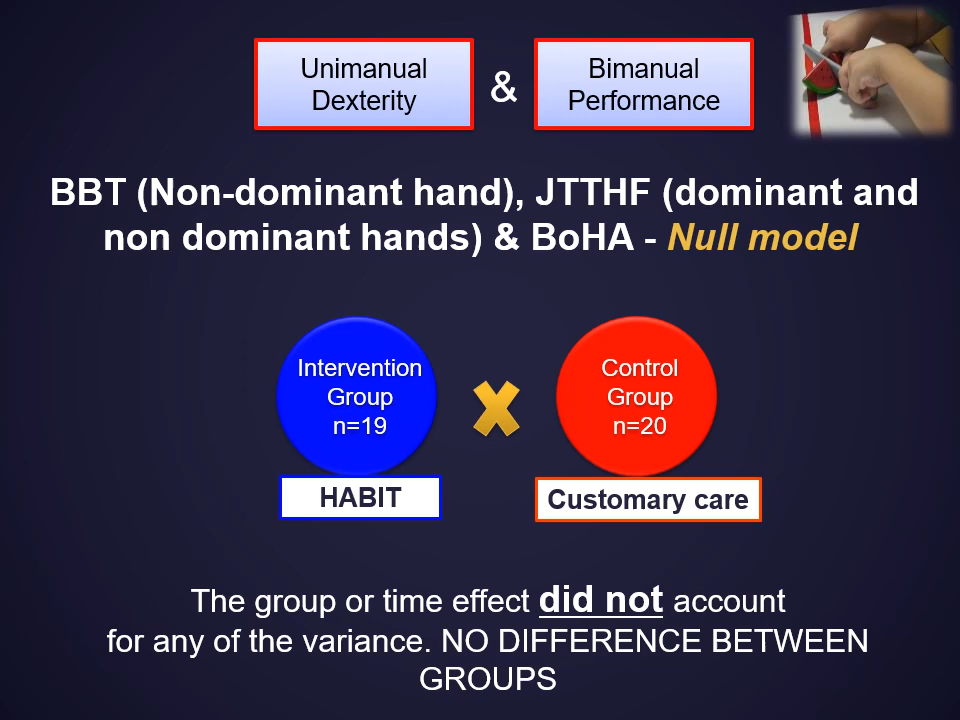 Unimanual
Dexterity
&
Bimanual
Performance
BBT (Non-dominant hand), JTTHF (dominant and
non dominant hands) & BoHA - Null model
Intervention
Group
n=19
Control
Group
n=20
HABIT
Customary care
The group or time effect did not account
for any of the variance. NO DIFFERENCE BETWEEN
GROUPS